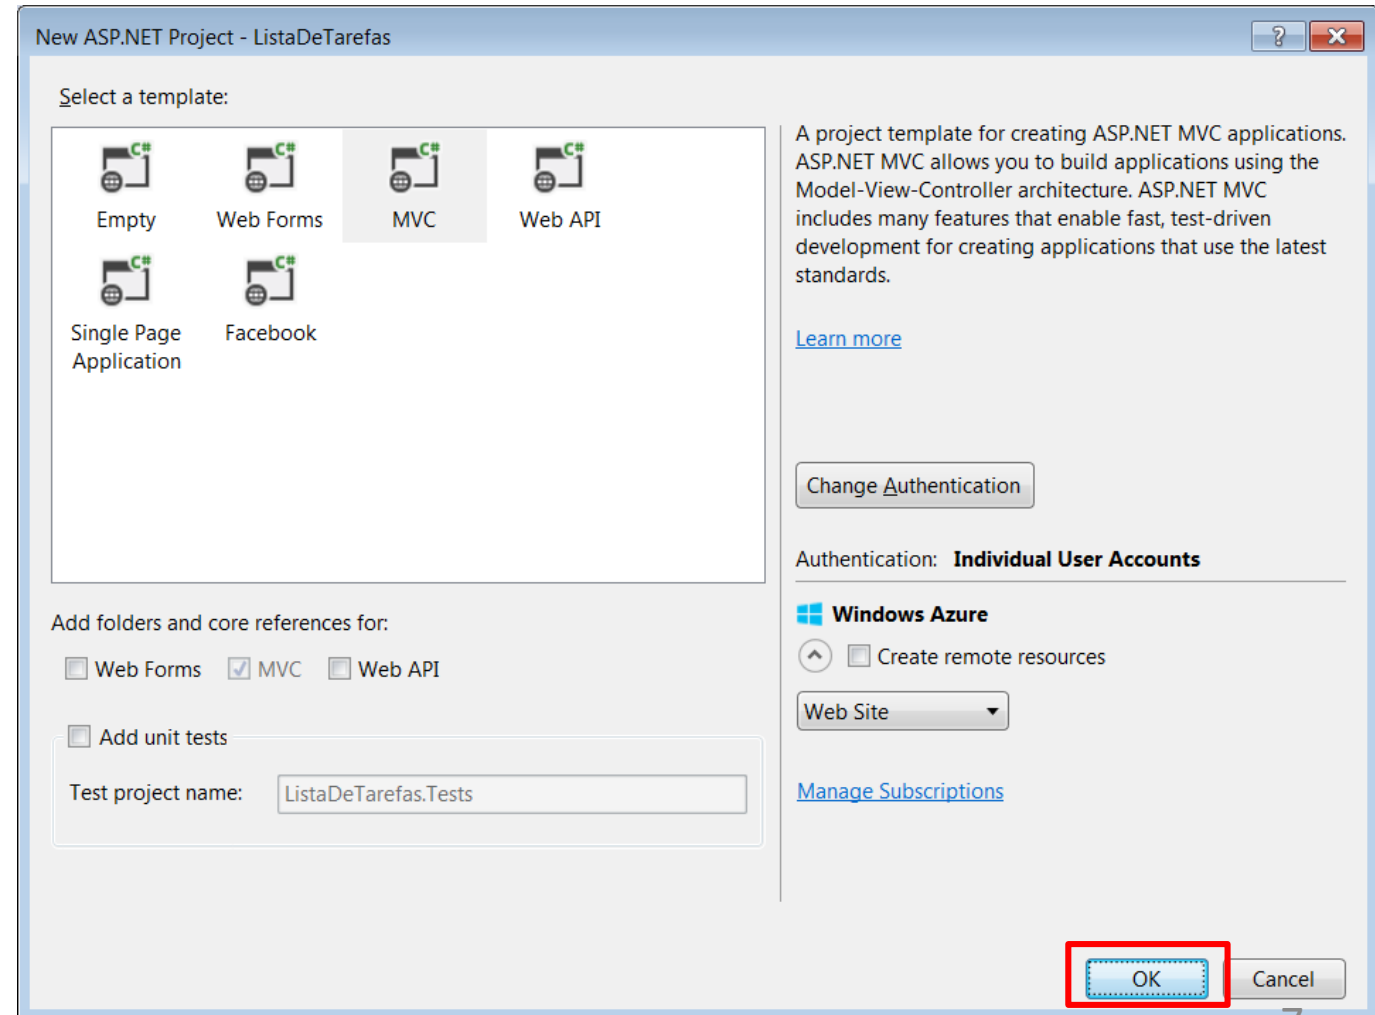 New ASP.NET Project - ListaDeTarefas
Select a template:
C# C# C# C#
Empty Web Forms MVC Web API
C# C#
Single Page Facebook
Application
A project template for creating ASP.NET MVC applications.
ASP.NET MVC allows you to build applications using the
Model-View-Controller architecture. ASP.NET MVC
includes many features that enable fast, test-driven
development for creating applications that use the latest
standards.
Learn more
Change Authentication
Authentication: Individual User Accounts
Add folders and core references for:
Web Forms MVC Web API
Add unit tests
Test project name: ListaDeTarefas.Tests
Windows Azure
Create remote resources
Web Site
Manage Subscriptions
OK Cancel